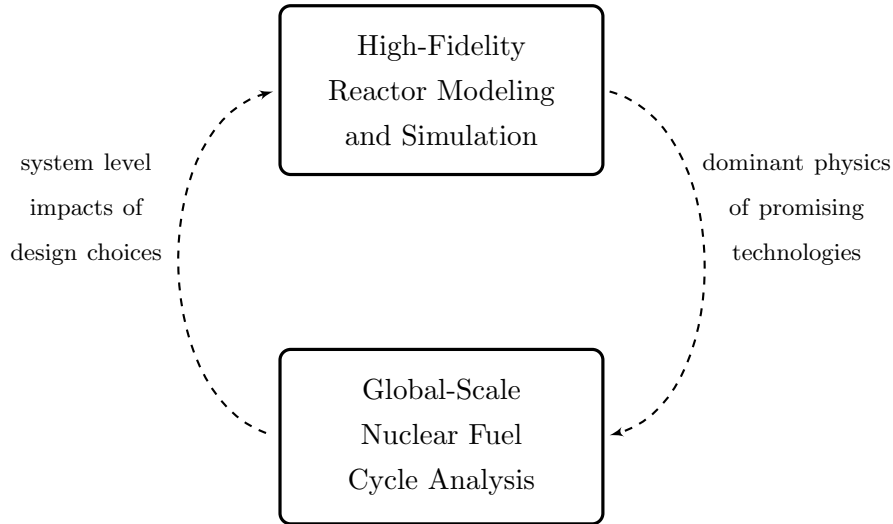 High-Fidelity
Reactor Modeling
and Simulation
system level
impacts of
design choices
dominant physics
of promising
technologies
Global-Scale
Nuclear Fuel
Cycle Analysis